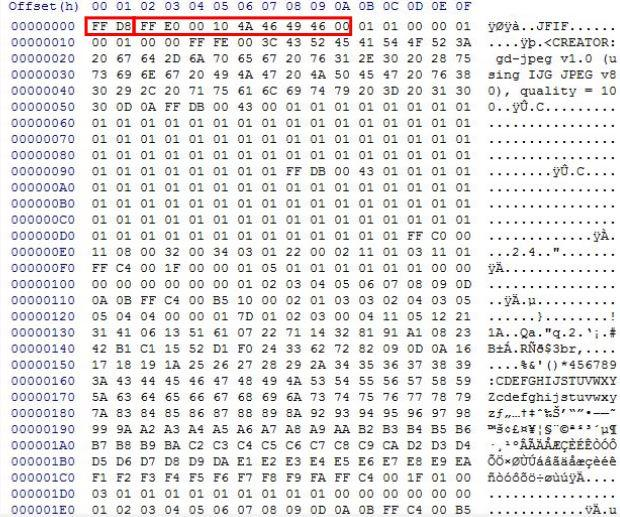 Offset(h) 00 01 02 03 04 05 06 07 08 09 0A 0B 0C 0D 0E 0F
00000000 FF D8 FF E0 00 10 4A 46 49 46 00 01 01 00 00 01 ÿØÿà..JFIF......
00000010 00 01 00 00 FF FE 00 3C 43 52 45 41 54 4F 52 3A ....ÿþ.<CREATOR:
00000020 20 67 64 2D 6A 70 65 67 20 76 31 2E 30 20 28 75 gd-jpeg v1.0 (u
00000030 73 69 6E 67 20 49 4A 47 20 4A 50 45 47 20 76 38 sing IJG JPEG v8
00000040 30 29 2C 20 71 75 61 6C 69 74 79 20 3D 20 31 30 0), quality = 10
00000050 30 0D 0A FF DB 00 43 00 01 01 01 01 01 01 01 01 0..ÿÛ.C.........
00000060 01 01 01 01 01 01 01 01 01 01 01 01 01 01 01 01 ................
00000070 01 01 01 01 01 01 01 01 01 01 01 01 01 01 01 01 ................
00000080 01 01 01 01 01 01 01 01 01 01 01 01 01 01 01 01 ................
00000090 01 01 01 01 01 01 01 01 FF DB 00 43 01 01 01 01 ........ÿÛ.C....
000000A0 01 01 01 01 01 01 01 01 01 01 01 01 01 01 01 01 ................
000000B0 01 01 01 01 01 01 01 01 01 01 01 01 01 01 01 01 ................
000000C0 01 01 01 01 01 01 01 01 01 01 01 01 01 01 01 01 ................
000000D0 01 01 01 01 01 01 01 01 01 01 01 01 01 FF C0 00 .............ÿÀ.
000000E0 11 08 00 32 00 34 03 01 22 00 02 11 01 03 11 01 ...2.4..".......
000000F0 FF C4 00 1F 00 00 01 05 01 01 01 01 01 01 00 00 ÿÄ..............
00000100 00 00 00 00 00 00 01 02 03 04 05 06 07 08 09 0D ................
00000110 0A 0B FF C4 00 B5 10 00 02 01 03 03 02 04 03 05 ..ÿÄ.µ..........
00000120 05 04 04 00 00 01 7D 01 02 03 00 04 11 05 12 21 ......}........!
00000130 31 41 06 13 51 61 07 22 71 14 32 81 91 A1 08 23 1A..Qa."q.2.‘¡.#
00000140 42 B1 C1 15 52 D1 F0 24 33 62 72 82 09 0D 0A 16 B±Á.RÑð$3br‚....
00000150 17 18 19 1A 25 26 27 28 29 2A 34 35 36 37 38 39 ....%&'()*456789
00000160 3A 43 44 45 46 47 48 49 4A 53 54 55 56 57 58 59 :CDEFGHIJSTUVWXY
00000170 5A 63 64 65 66 67 68 69 6A 73 74 75 76 77 78 79 Zcdefghijstuvwxy
00000180 7A 83 84 85 86 87 88 89 8A 92 93 94 95 96 97 98 zƒ„…†‡ˆ‰Š’“”•–—˜
00000190 99 9A A2 A3 A4 A5 A6 A7 A8 A9 AA B2 B3 B4 B5 B6 ™š¢£¤¥¦§¨©ª²³´µ¶
000001A0 B7 B8 B9 BA C2 C3 C4 C5 C6 C7 C8 C9 CA D2 D3 D4 ·¸¹ºÂÃÄÅÆÇÈÉÊÒÓÔ
000001B0 D5 D6 D7 D8 D9 DA E1 E2 E3 E4 E5 E6 E7 E8 E9 EA ÕÖ×ØÙÚáâãäåæçèéê
000001C0 F1 F2 F3 F4 F5 F6 F7 F8 F9 FA FF C4 00 1F 01 00 ñòóôõö÷øùúÿÄ....
000001D0 03 01 01 01 01 01 01 01 01 01 00 00 00 00 00 00 ................
000001E0 01 02 03 04 05 06 07 08 09 0D 0A 0B FF C4 00 B5 ............ÿÄ.µ